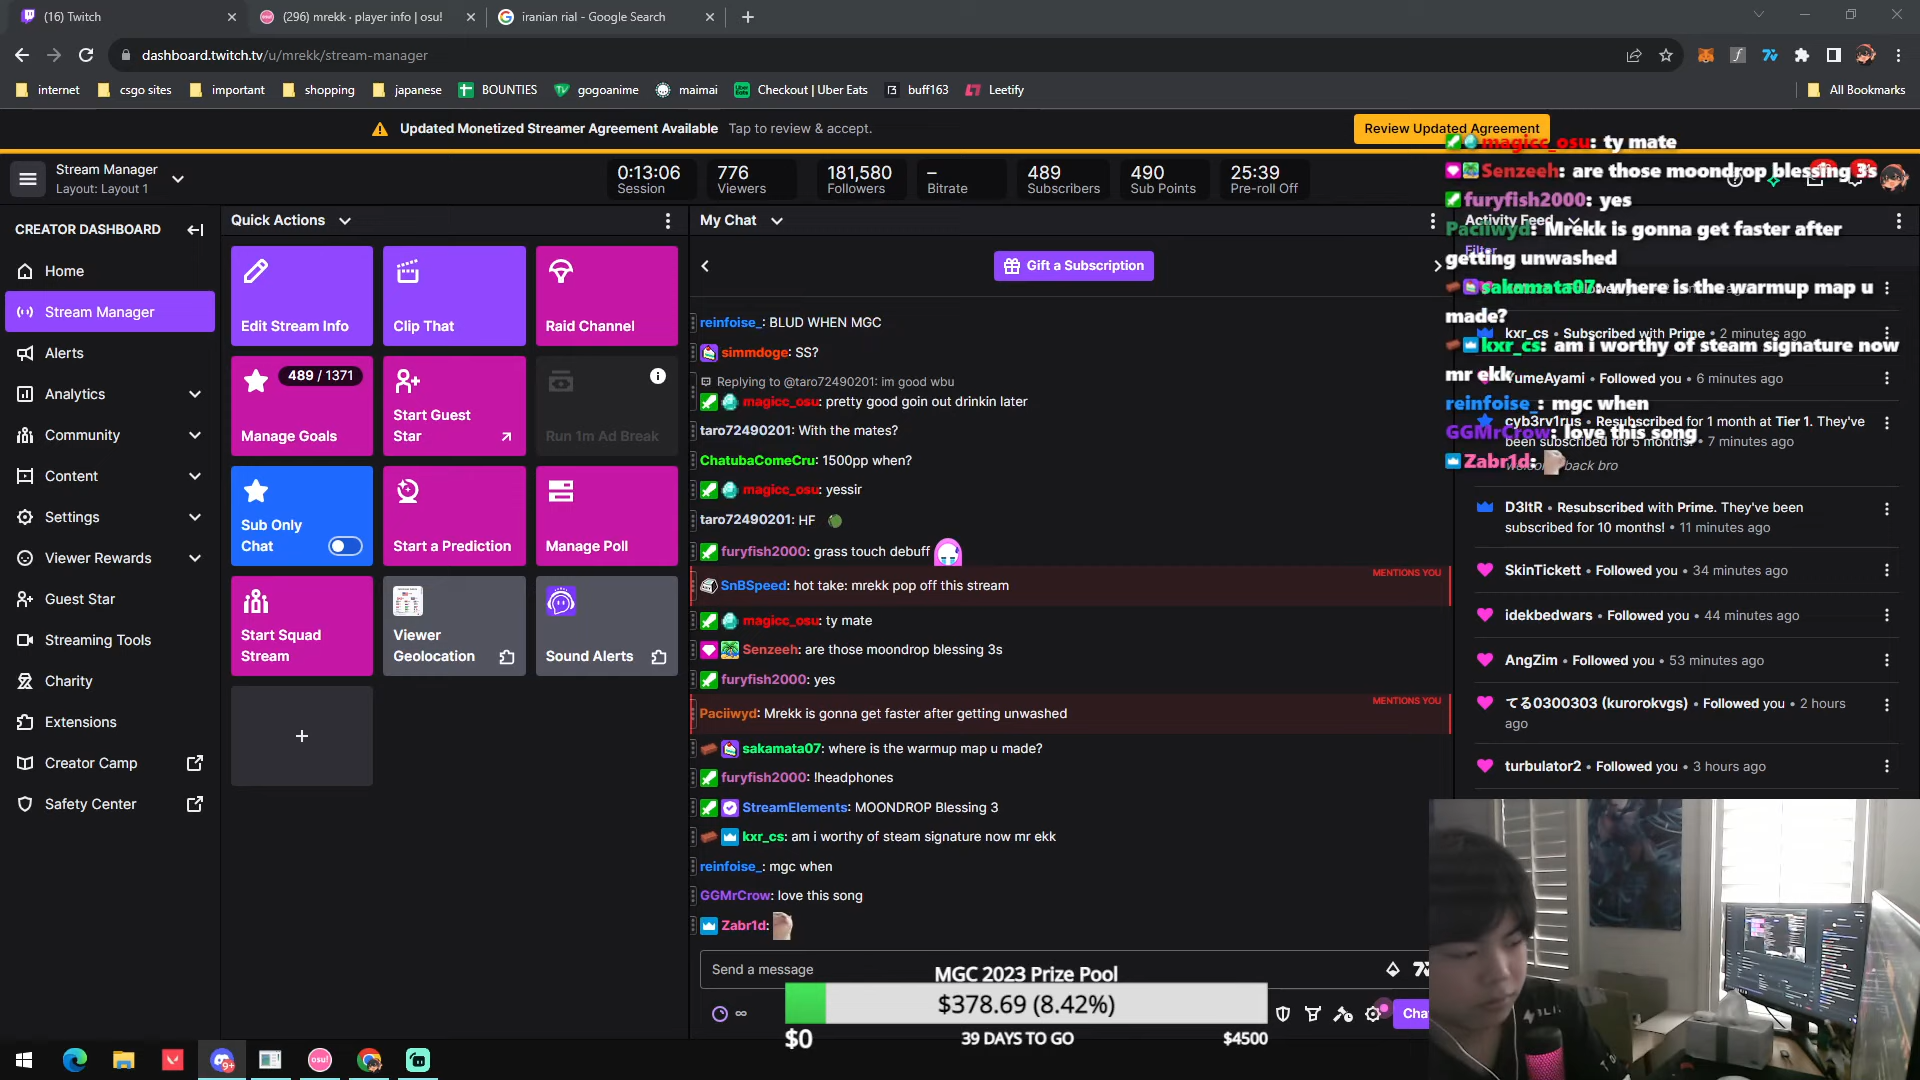 (16) Twitch
(296) mrekk · player info | osu!
iranian rial - Google Search
dashboard.twitch.tv/u/mrekk/stream-manager
internet
csgo sites
important
shopping
japanese
BOUNTIES
gogoanime
maimai
Checkout | Uber Eats
buff163
Leetify
All Bookmarks
Updated Monetized Streamer Agreement Available Tap to review & accept.
Review Updated Agreement
Stream Manager
Layout: Layout 1
0:13:06
Session
776
Viewers
181,580
Followers
–
Bitrate
489
Subscribers
490
Sub Points
25:39
Pre-roll Off
CREATOR DASHBOARD
Home
Stream Manager
Alerts
Analytics
Community
Content
Settings
Viewer Rewards
Guest Star
Streaming Tools
Charity
Extensions
Creator Camp
Safety Center
Quick Actions
Edit Stream Info
Clip That
Raid Channel
489 / 1371
Manage Goals
Start Guest
Star
Run 1m Ad Break
Sub Only
Chat
Start a Prediction
Manage Poll
Start Squad
Stream
Viewer
Geolocation
Sound Alerts
My Chat
Gift a Subscription
reinfoise_: BLUD WHEN MGC
simmdoge: SS?
Replying to @taro72490201: im good wbu
magicc_osu: pretty good goin out drinkin later
taro72490201: With the mates?
ChatubaComeCru: 1500pp when?
magicc_osu: yessir
taro72490201: HF
furyfish2000: grass touch debuff
MENTIONS YOU
SnBSpeed: hot take: mrekk pop off this stream
magicc_osu: ty mate
Senzeeh: are those moondrop blessing 3s
furyfish2000: yes
MENTIONS YOU
Paciiwyd: Mrekk is gonna get faster after getting unwashed
sakamata07: where is the warmup map u made?
furyfish2000: !headphones
StreamElements: MOONDROP Blessing 3
kxr_cs: am i worthy of steam signature now mr ekk
reinfoise_: mgc when
GGMrCrow: love this song
Zabr1d:
Send a message
MGC 2023 Prize Pool
$378.69 (8.42%)
$0
39 DAYS TO GO
$4500
magicc_osu: ty mate
Senzeeh: are those moondrop blessing 3s
furyfish2000: yes
Paciiwyd: Mrekk is gonna get faster after
getting unwashed
sakamata07: where is the warmup map u
made?
kxr_cs: am i worthy of steam signature now
mr ekk
reinfoise_: mgc when
GGMrCrow: love this song
Zabr1d:
Activity Feed
Filter
kxr_cs • Subscribed with Prime • 2 minutes ago
YumeAyami • Followed you • 6 minutes ago
cyb3rv1rus • Resubscribed for 1 month at Tier 1. They've
been subscribed for 5 months! • 7 minutes ago
back bro
D3ltR • Resubscribed with Prime. They've been
subscribed for 10 months! • 11 minutes ago
SkinTickett • Followed you • 34 minutes ago
idekbedwars • Followed you • 44 minutes ago
AngZim • Followed you • 53 minutes ago
てる0300303 (kurorokvgs) • Followed you • 2 hours
ago
turbulator2 • Followed you • 3 hours ago
9+
osu!